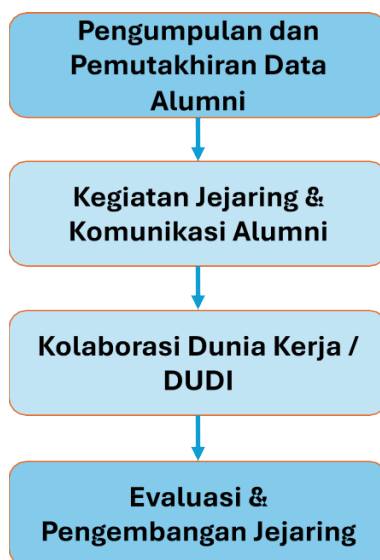 Pengumpulan dan
Pemutakhiran Data
Alumni
Kegiatan Jejaring &
Komunikasi Alumni
Kolaborasi Dunia Kerja /
DUDI
Evaluasi &
Pengembangan Jejaring